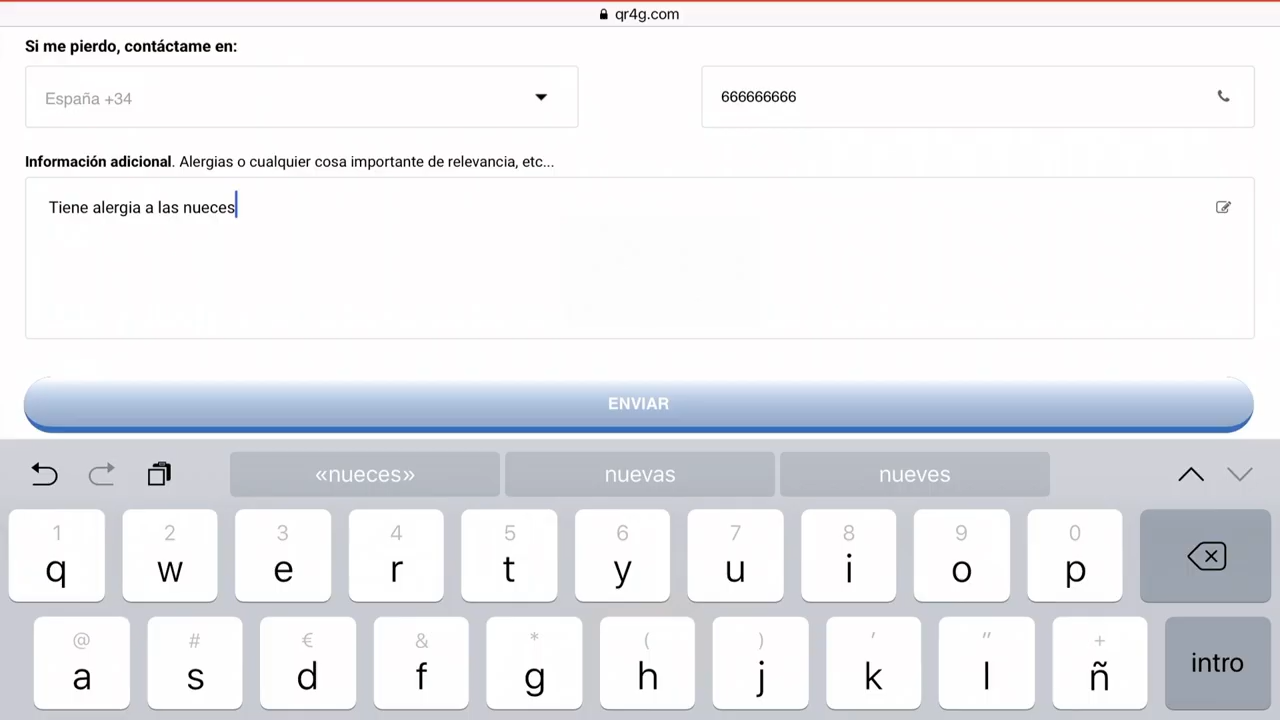 qr4g.com
Si me pierdo, contáctame en:
España +34
666666666
Información adicional. Alergias o cualquier cosa importante de relevancia, etc...
Tiene alergia a las nueces
ENVIAR
«nueces» nuevas nueves
1 2 3 4 5 6 7 8 9 0
q w e r t y u i o p
@ # € & * ( ) ' " +
a s d f g h j k l ñ intro